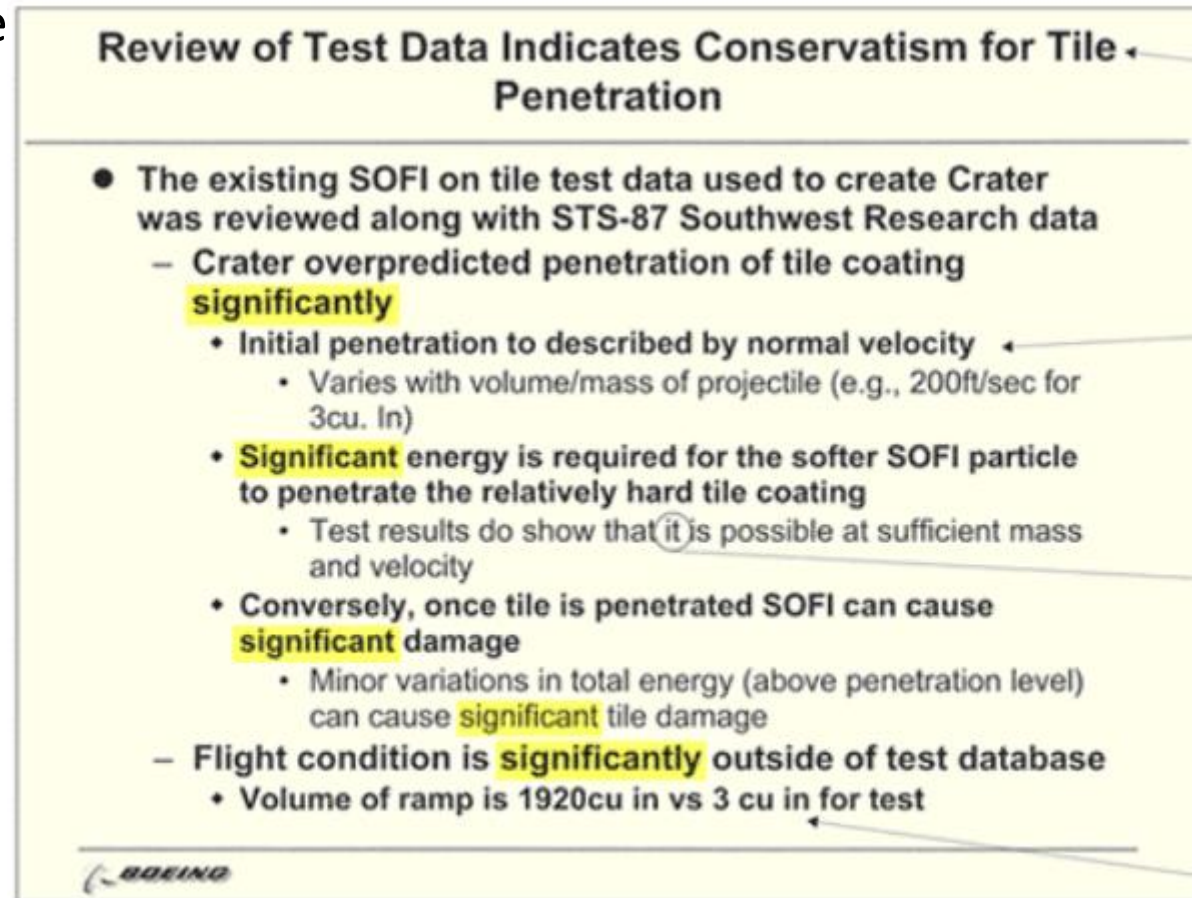 e
Review of Test Data Indicates Conservatism for Tile
Penetration
● The existing SOFI on tile test data used to create Crater
was reviewed along with STS-87 Southwest Research data
– Crater overpredicted penetration of tile coating
significantly
• Initial penetration to described by normal velocity
• Varies with volume/mass of projectile (e.g., 200ft/sec for
3cu. In)
• Significant energy is required for the softer SOFI particle
to penetrate the relatively hard tile coating
• Test results do show that it is possible at sufficient mass
and velocity
• Conversely, once tile is penetrated SOFI can cause
significant damage
• Minor variations in total energy (above penetration level)
can cause significant tile damage
– Flight condition is significantly outside of test database
• Volume of ramp is 1920cu in vs 3 cu in for test
BOEING